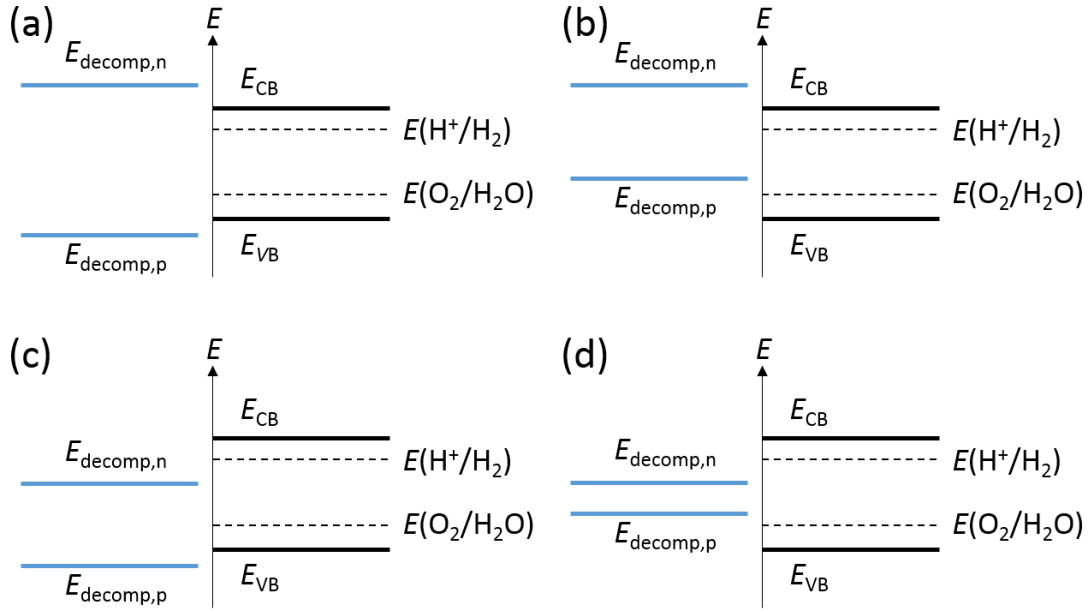 (a)
E
E_decomp,n
E_CB
E(H⁺/H₂)
E(O₂/H₂O)
E_decomp,p
E_VB
(b)
E
E_decomp,n
E_CB
E(H⁺/H₂)
E(O₂/H₂O)
E_decomp,p
E_VB
(c)
E
E_CB
E_decomp,n
E(H⁺/H₂)
E(O₂/H₂O)
E_VB
E_decomp,p
(d)
E
E_CB
E_decomp,n
E(H⁺/H₂)
E(O₂/H₂O)
E_decomp,p
E_VB